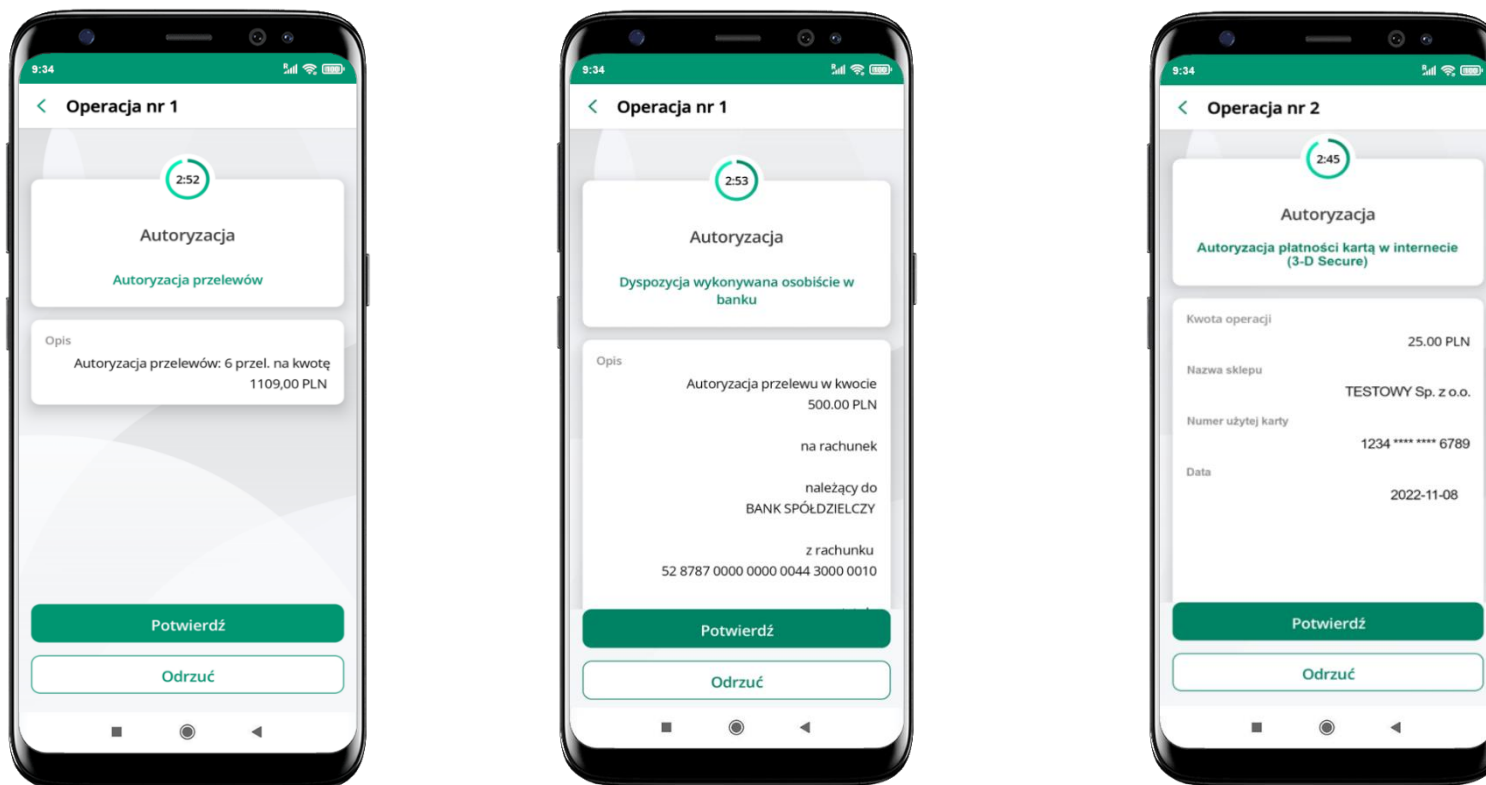 9:34
Operacja nr 1
2:52
Autoryzacja
Autoryzacja przelewów
Opis
Autoryzacja przelewów: 6 przel. na kwotę
1109,00 PLN
Potwierdź
Odrzuć
9:34
Operacja nr 1
2:53
Autoryzacja
Dyspozycja wykonywana osobiście w
banku
Opis
Autoryzacja przelewu w kwocie
500.00 PLN
na rachunek
należący do
BANK SPÓŁDZIELCZY
z rachunku
52 8787 0000 0000 0044 3000 0010
Potwierdź
Odrzuć
9:34
Operacja nr 2
2:45
Autoryzacja
Autoryzacja płatności kartą w internecie
(3-D Secure)
Kwota operacji
25.00 PLN
Nazwa sklepu
TESTOWY Sp. z o.o.
Numer użytej karty
1234 **** **** 6789
Data
2022-11-08
Potwierdź
Odrzuć